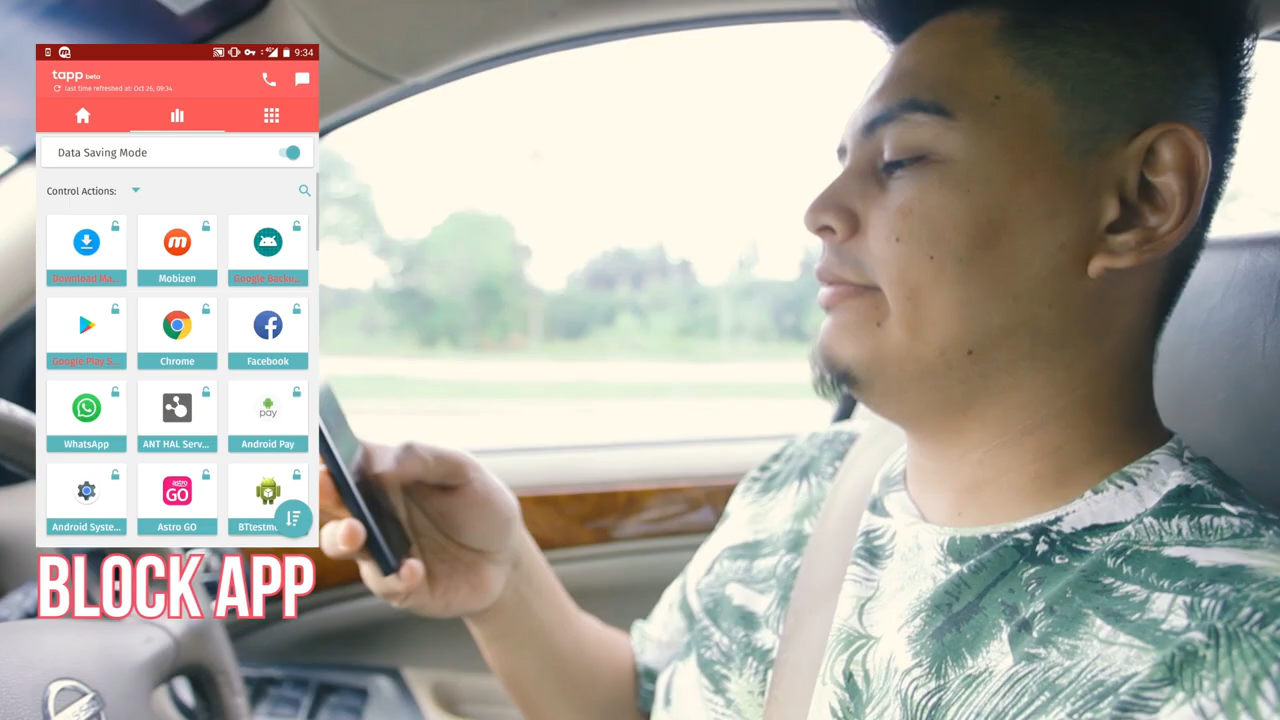 9:34
tapp beta
last time refreshed at: Oct 26, 09:34
Data Saving Mode
Control Actions:
Download Ma...
Mobizen
Google Backu...
Google Play S...
Chrome
Facebook
WhatsApp
ANT HAL Serv...
pay
Android Pay
Android Syste...
astro
GO
Astro GO
BLOCK APP